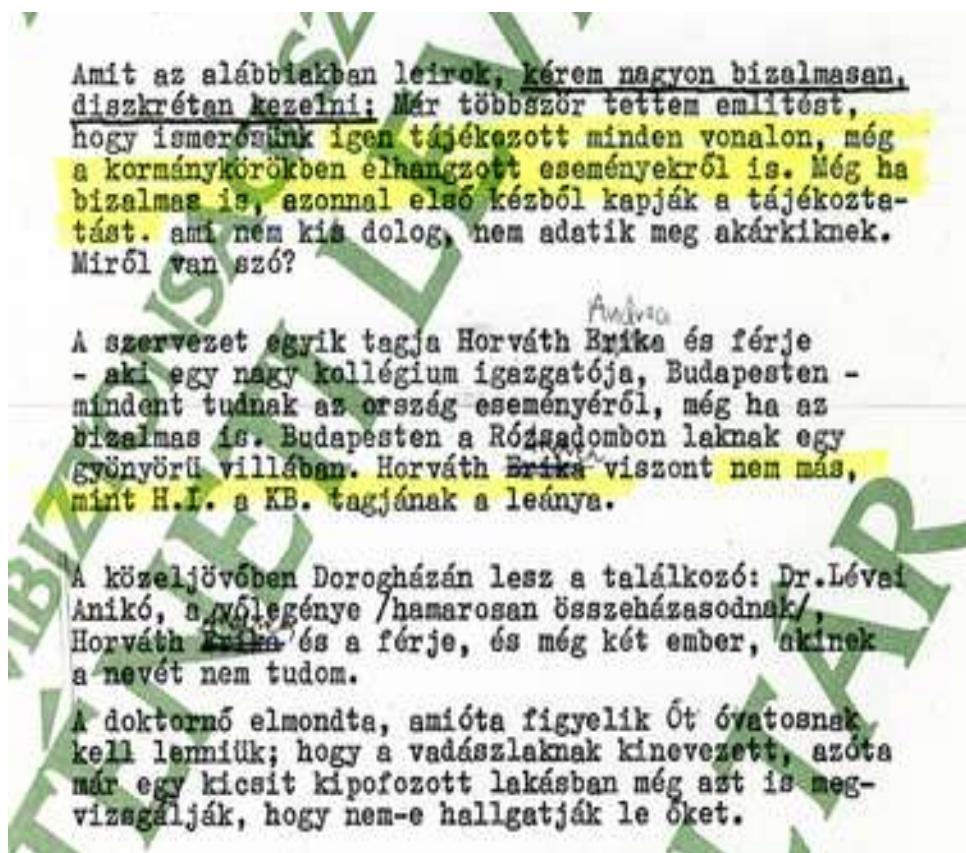 Amit az alábbiakban leirok, kérem nagyon bizalmasan,
diszkrétan kezelni: Már többször tettem emlitést,
hogy ismerősünk igen tájékozott minden vonalon, még
a kormánykörökben elhangzott eseményekről is. Még ha
bizalmas is, azonnal első kézből kapják a tájékozta-
tást. ami nem kis dolog, nem adatik meg akárkiknek.
Miről van szó?
Andrea
A szervezet egyik tagja Horváth Erika és férje
- aki egy nagy kollégium igazgatója, Budapesten -
mindent tudnak az ország eseményéről, még ha az
bizalmas is. Budapesten a Rózsadombon laknak egy
gyönyörü villában. Horváth Erika viszont nem más,
mint H.I. a KB. tagjának a leánya.
A közeljövőben Dorogházán lesz a találkozó: Dr.Lévai
Anikó, a vőlegénye /hamarosan összeházasodnak/,
Horváth Erika és a férje, és még két ember, akinek
a nevét nem tudom.
A doktornő elmondta, amióta figyelik Őt óvatosnak
kell lenniük; hogy a vadászlaknak kinevezett, azóta
már egy kicsit kipofozott lakásban még azt is meg-
vizsgálják, hogy nem-e hallgatják le őket.